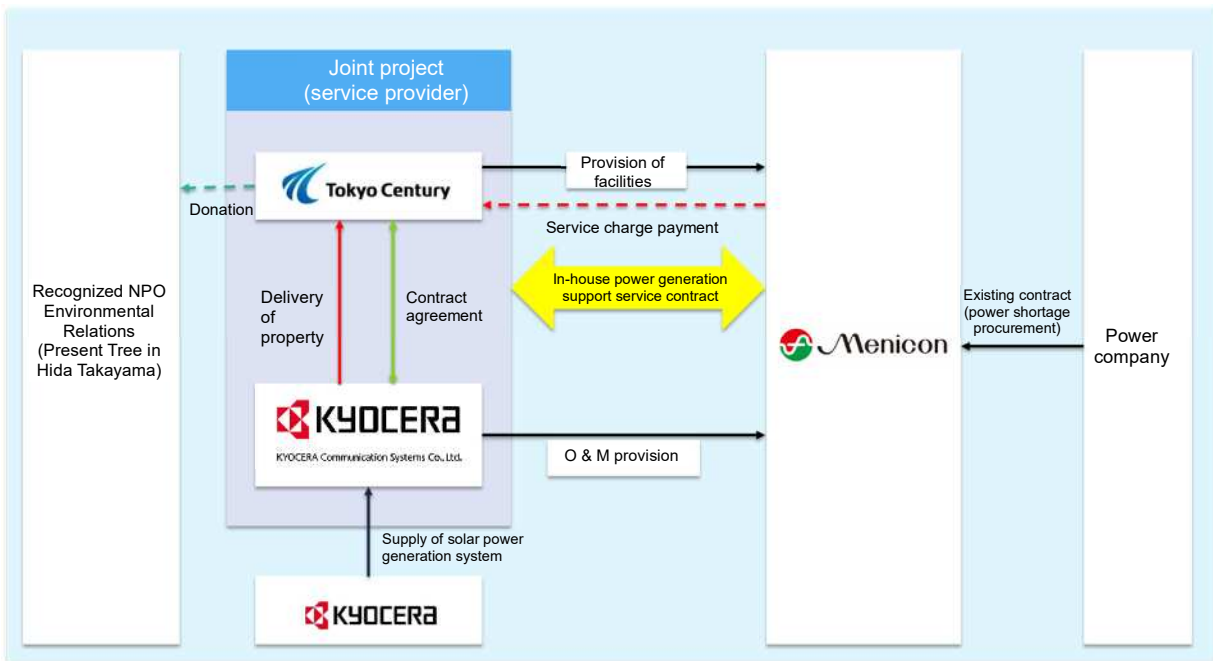 Joint project
(service provider)
Tokyo Century
Provision of
facilities
Donation
Service charge payment
Recognized NPO
Environmental
Relations
(Present Tree in
Hida Takayama)
Delivery
of
property
Contract
agreement
In-house power generation
support service contract
Existing contract
(power shortage
procurement)
Menicon
Power
company
KYOCERA
KYOCERA Communication Systems Co., Ltd.
O & M provision
Supply of solar power
generation system
KYOCERA